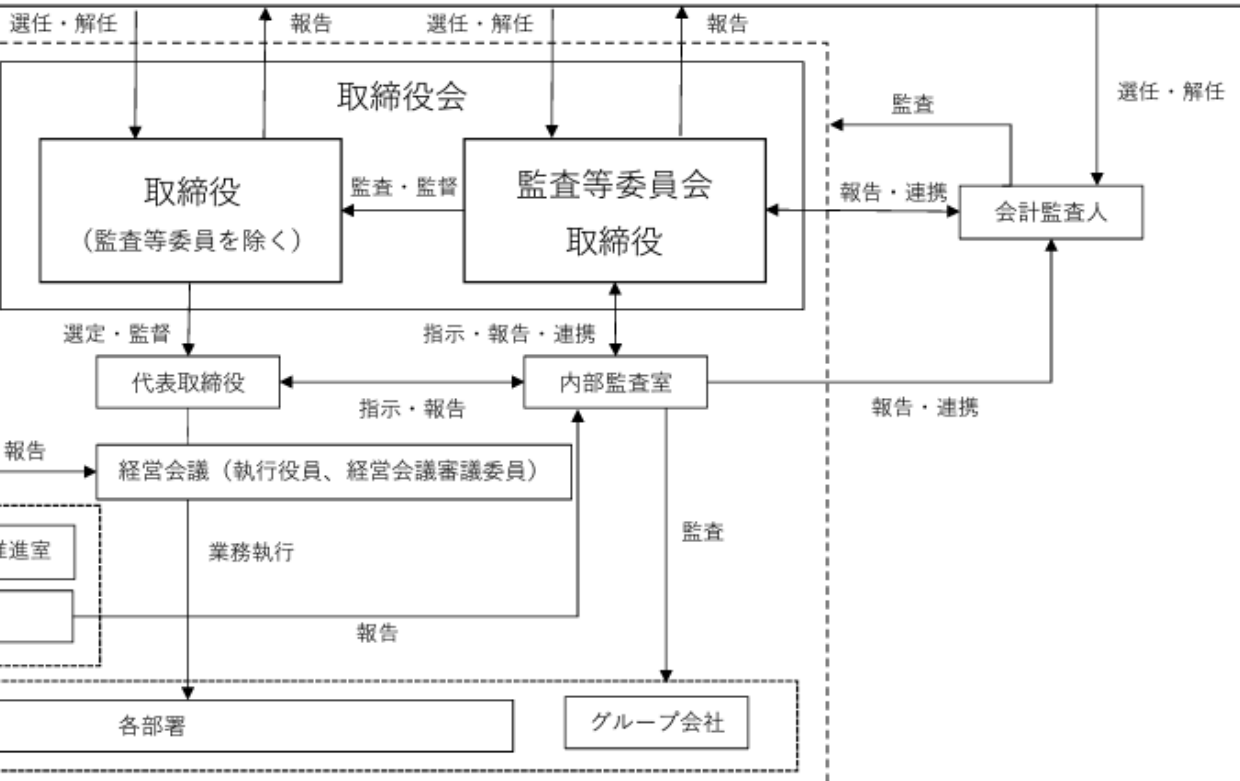 選任・解任
報告
選任・解任
報告
取締役会
監査
選任・解任
取締役
(監査等委員を除く)
監査・監督
監査等委員会
取締役
報告・連携
会計監査人
選定・監督
指示・報告・連携
代表取締役
指示・報告
内部監査室
報告・連携
報告
経営会議(執行役員、経営会議審議委員)
進室
業務執行
監査
報告
各部署
グループ会社